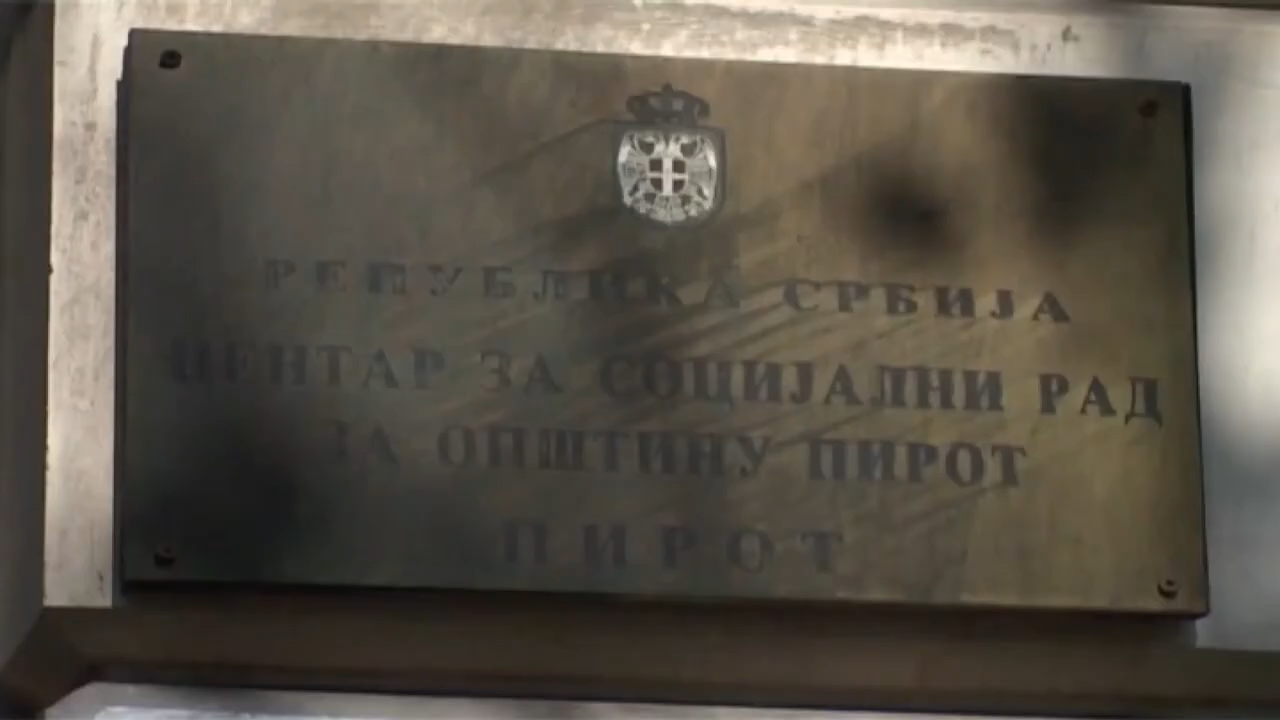 РЕПУБЛИКА СРБИЈА
ЦЕНТАР ЗА СОЦИЈАЛНИ РАД
ЗА ОПШТИНУ ПИРОТ
ПИРОТ